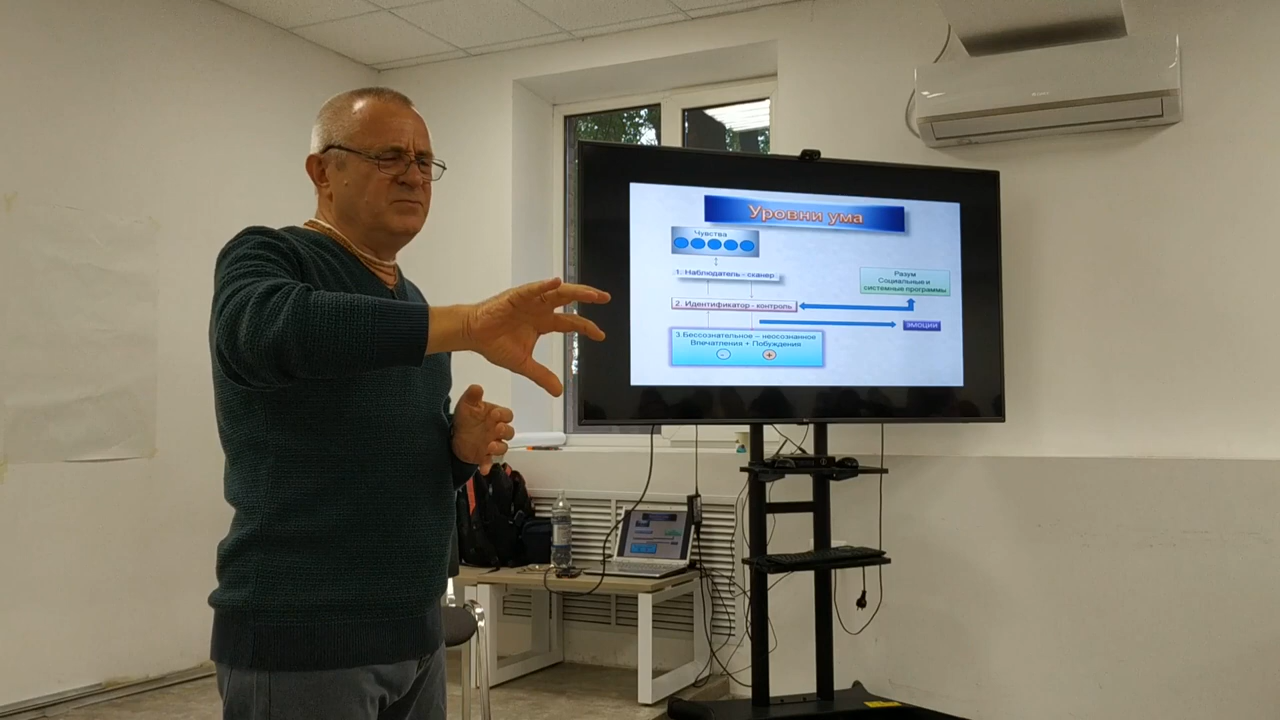 Уровни ума
Чувства
1. Наблюдатель - сканер
Разум
Социальные и
системные программы
2. Идентификатор - контроль
эмоции
3.Бессознательное – неосознанное
Впечатления + Побуждения
- +